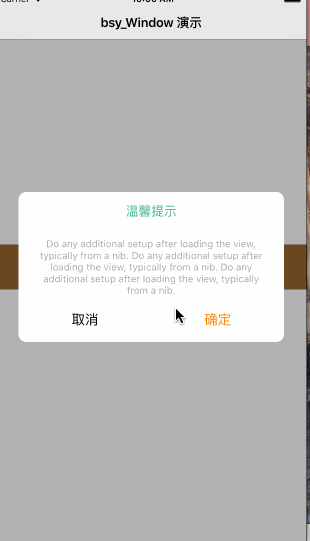 bsy_Window 演示
温馨提示
Do any additional setup after loading the view,
typically from a nib. Do any additional setup after
loading the view, typically from a nib. Do any
additional setup after loading the view, typically
from a nib.
取消
确定